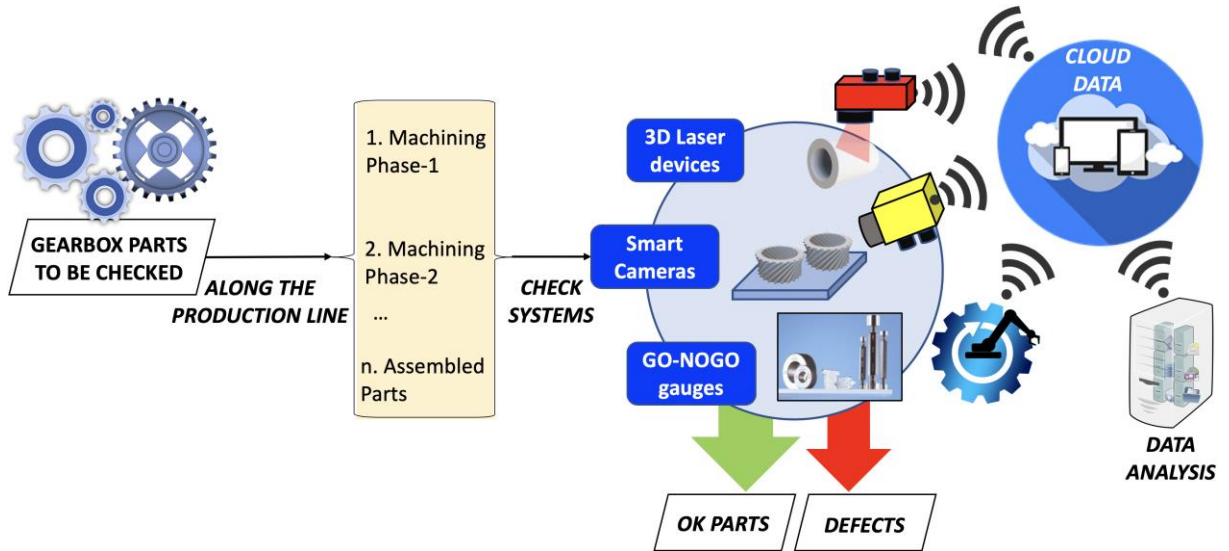 GEARBOX PARTS
TO BE CHECKED
ALONG THE
PRODUCTION LINE
1. Machining
Phase-1
2. Machining
Phase-2
...
n. Assembled
Parts
CHECK
SYSTEMS
3D Laser
devices
Smart
Cameras
GO-NOGO
gauges
OK PARTS
DEFECTS
CLOUD
DATA
DATA
ANALYSIS